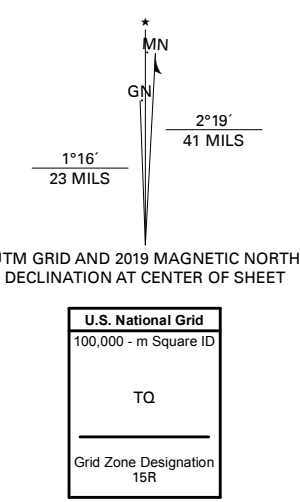 MN
GN
2°19´
41 MILS
1°16´
23 MILS
UTM GRID AND 2019 MAGNETIC NORTH
DECLINATION AT CENTER OF SHEET
U.S. National Grid
100,000 - m Square ID
TQ
Grid Zone Designation
15R